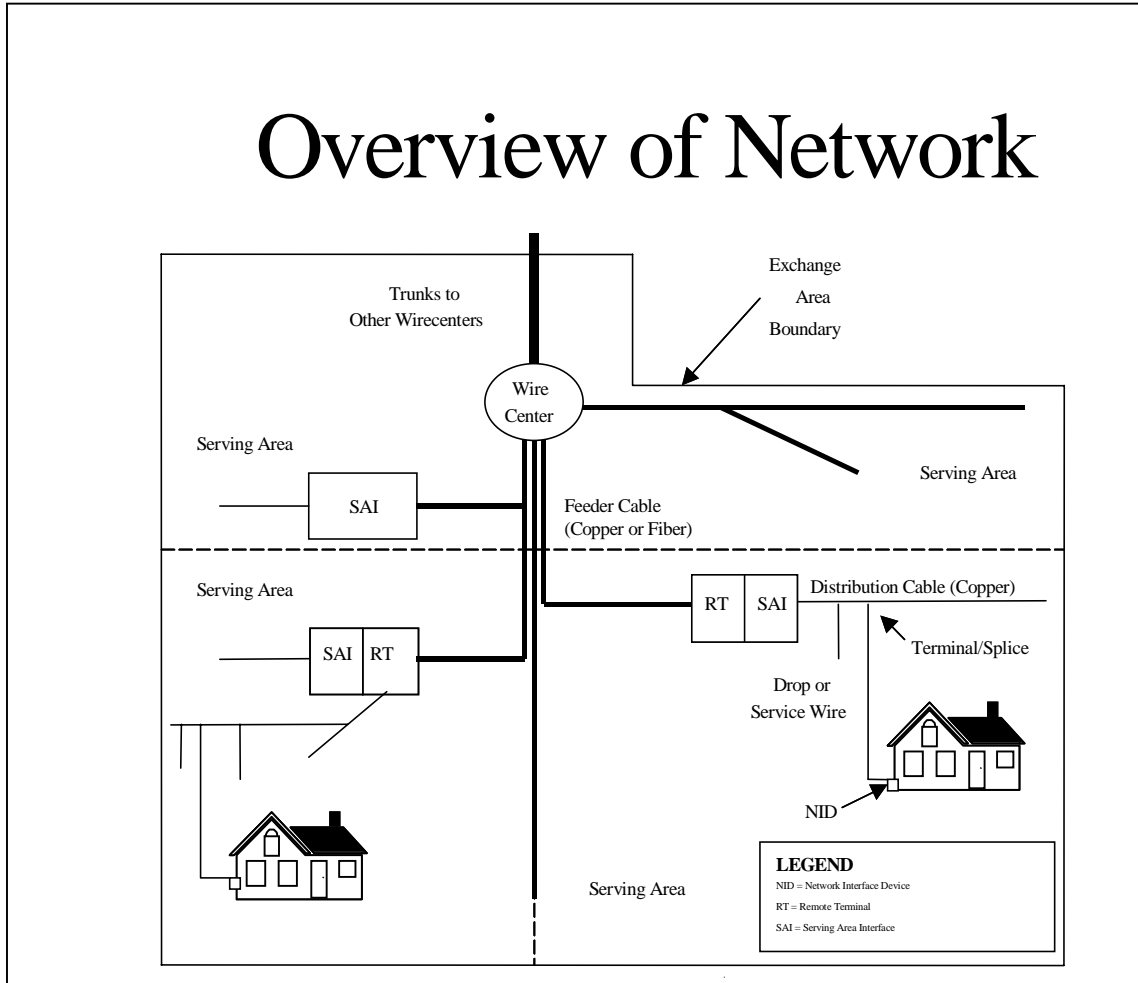 Overview of Network
Exchange
Area
Boundary
Trunks to
Other Wirecenters
Wire
Center
Serving Area
Serving Area
SAI
Feeder Cable
(Copper or Fiber)
Serving Area
RT
SAI
Distribution Cable (Copper)
SAI
RT
Terminal/Splice
Drop or
Service Wire
NID
Serving Area
LEGEND
NID = Network Interface Device
RT = Remote Terminal
SAI = Serving Area Interface